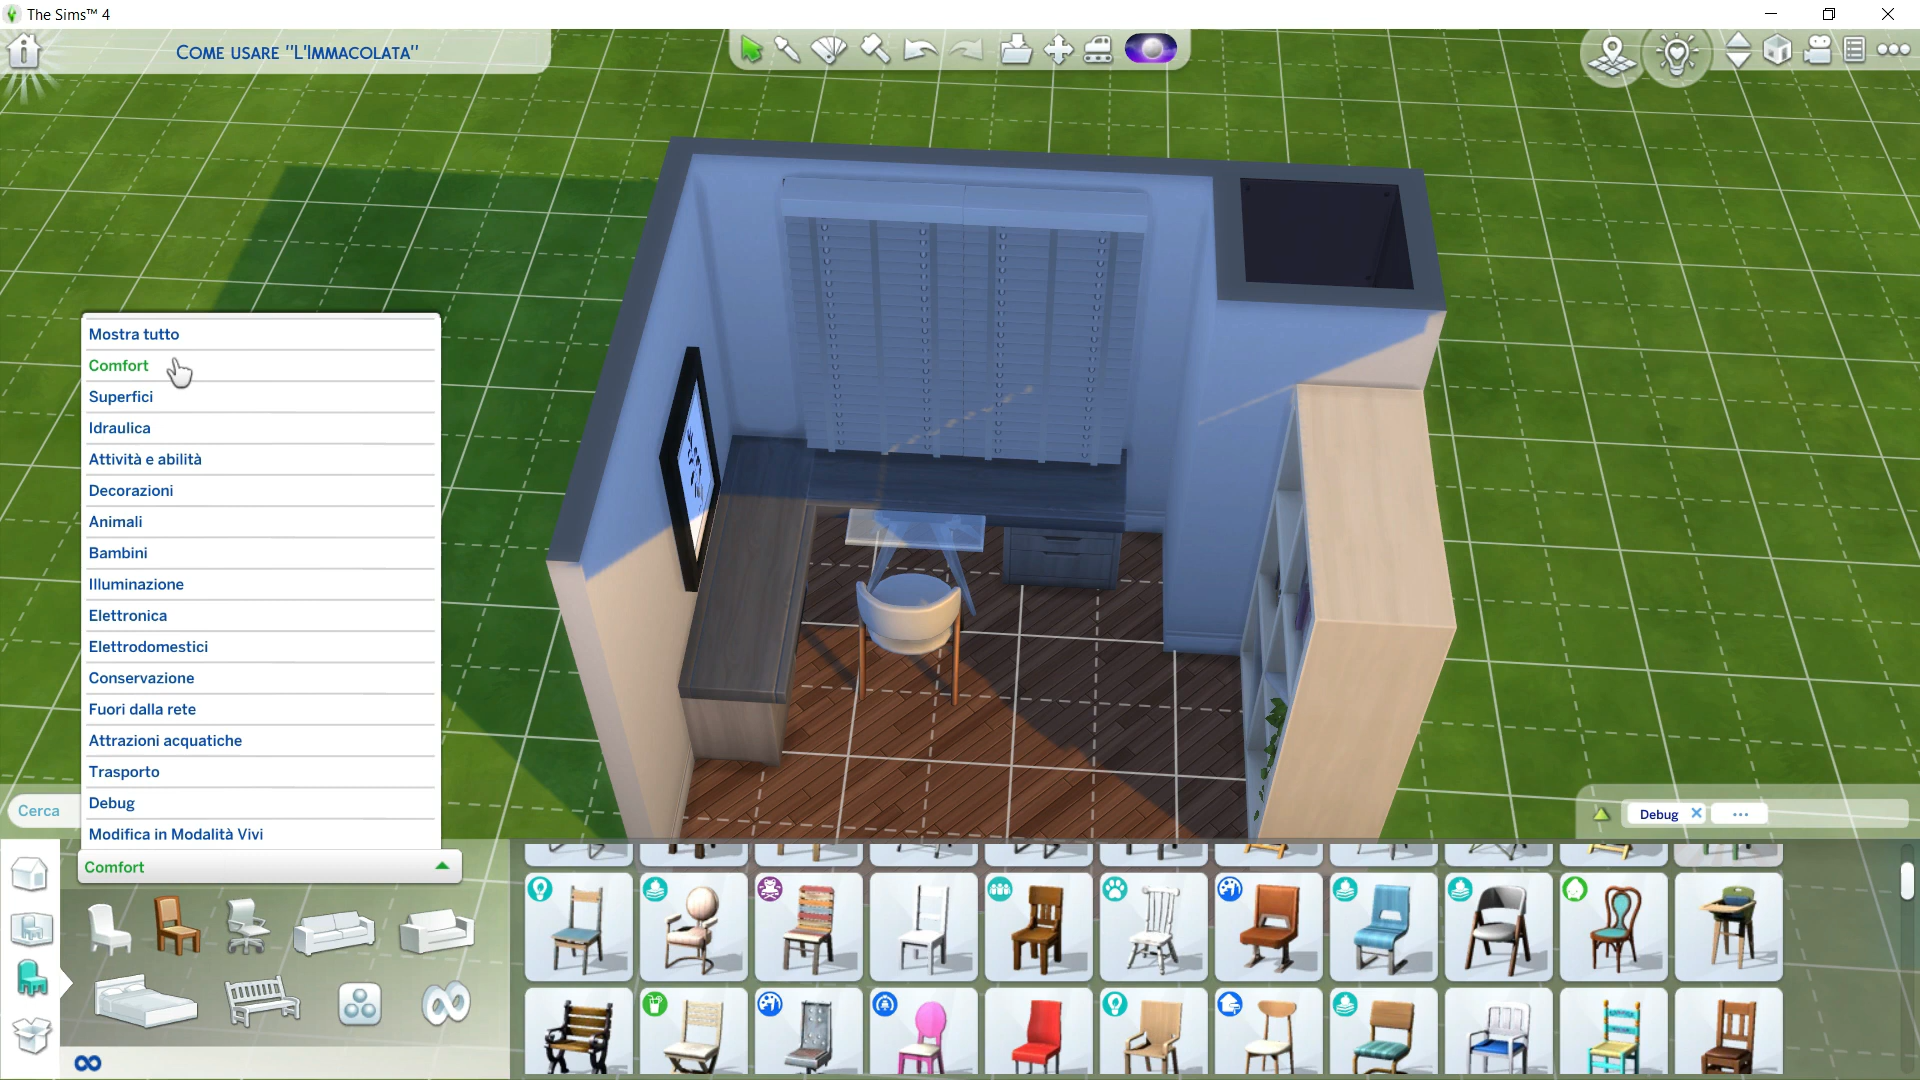 The Sims™ 4
Come usare "L'Immacolata"
Mostra tutto
Comfort
Superfici
Idraulica
Attività e abilità
Decorazioni
Animali
Bambini
Illuminazione
Elettronica
Elettrodomestici
Conservazione
Fuori dalla rete
Attrazioni acquatiche
Trasporto
Debug
Modifica in Modalità Vivi
Cerca
Comfort
Debug
...